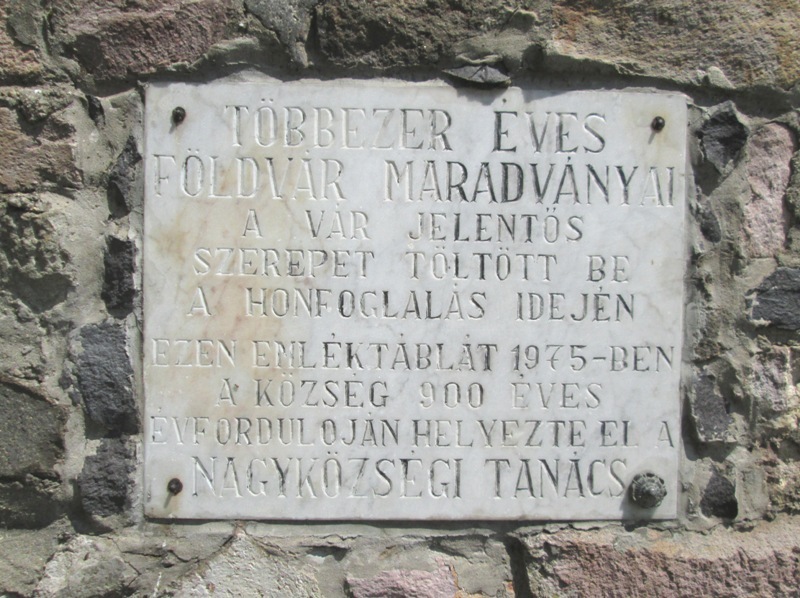 TÖBBEZER ÉVES
FÖLDVÁR MARADVÁNYAI
A VÁR JELENTŐS
SZEREPET TÖLTÖTT BE
A HONFOGLALÁS IDEJÉN
EZEN EMLÉKTÁBLÁT 1975-BEN
A KÖZSÉG 900 ÉVES
ÉVFORDULOJÁN HELYEZTE EL A
NAGYKÖZSÉGI TANÁCS